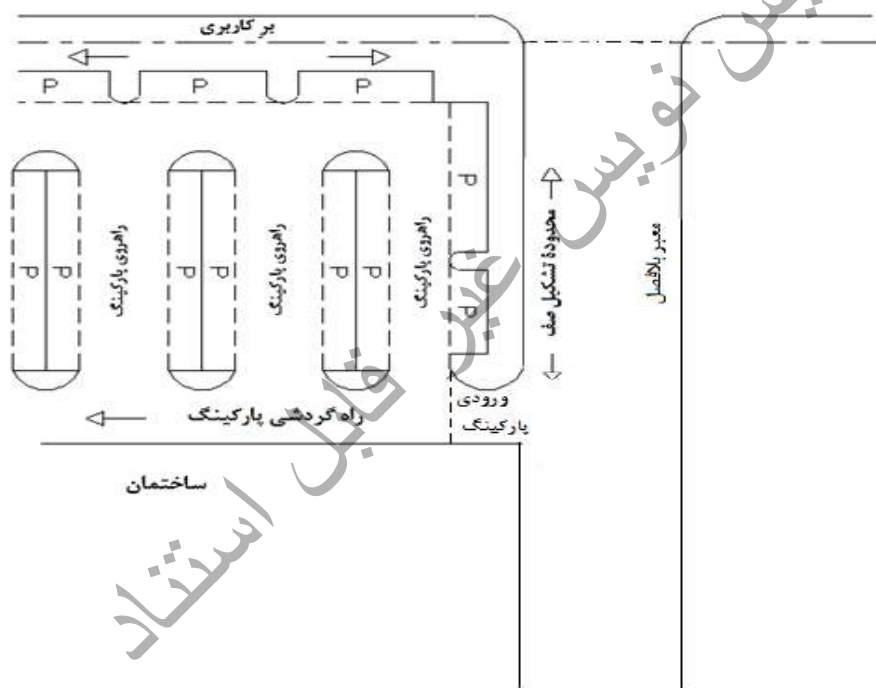 بر کاربری
P
P
P
P
P
P
P
P
P
P
P
راهروی پارکینگ
راهروی پارکینگ
راهروی پارکینگ
محدودهٔ تشکیل صف
معبر بلافصل
ورودی
پارکینگ
راه گردشی پارکینگ
ساختمان
پیش نویس غیر قابل استناد